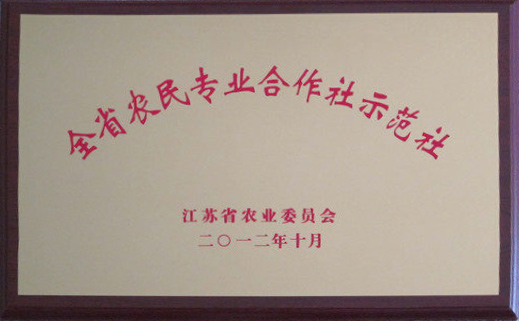 全省农民专业合作社示范社
江苏省农业委员会
二〇一二年十月